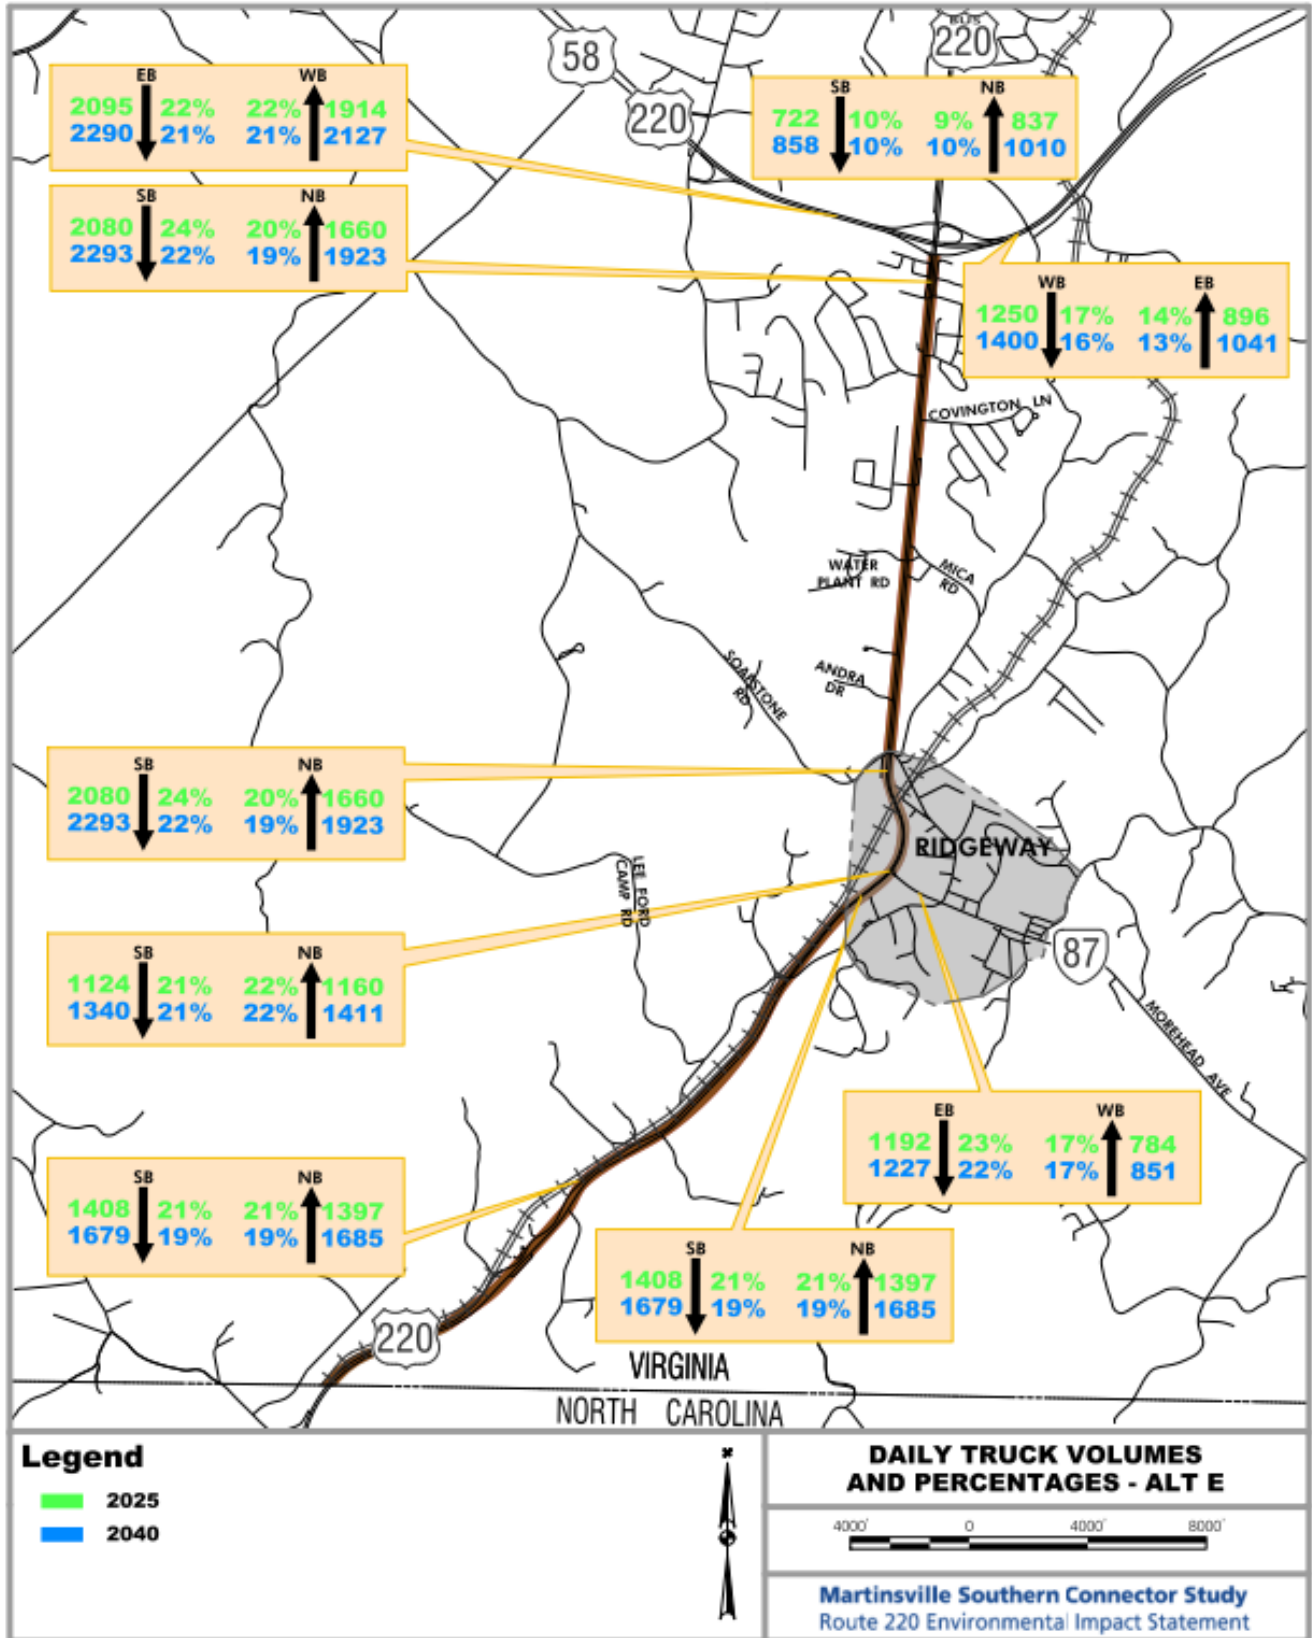 58
220
BUS
220
EB WB
2095 22% 22% 1914
2290 21% 21% 2127
SB NB
722 10% 9% 837
858 10% 10% 1010
SB NB
2080 24% 20% 1660
2293 22% 19% 1923
WB EB
1250 17% 14% 896
1400 16% 13% 1041
COVINGTON LN
WATER
PLANT RD
MICA
RD
SOAPSTONE
RD
ANDRA
DR
SB NB
2080 24% 20% 1660
2293 22% 19% 1923
RIDGEWAY
LEE FORD
CAMP RD
SB NB
1124 21% 22% 1160
1340 21% 22% 1411
87
MOREHEAD AVE
EB WB
1192 23% 17% 784
1227 22% 17% 851
SB NB
1408 21% 21% 1397
1679 19% 19% 1685
SB NB
1408 21% 21% 1397
1679 19% 19% 1685
220
VIRGINIA
NORTH CAROLINA
Legend
2025
2040
DAILY TRUCK VOLUMES
AND PERCENTAGES - ALT E
4000' 0 4000' 8000'
Martinsville Southern Connector Study
Route 220 Environmental Impact Statement